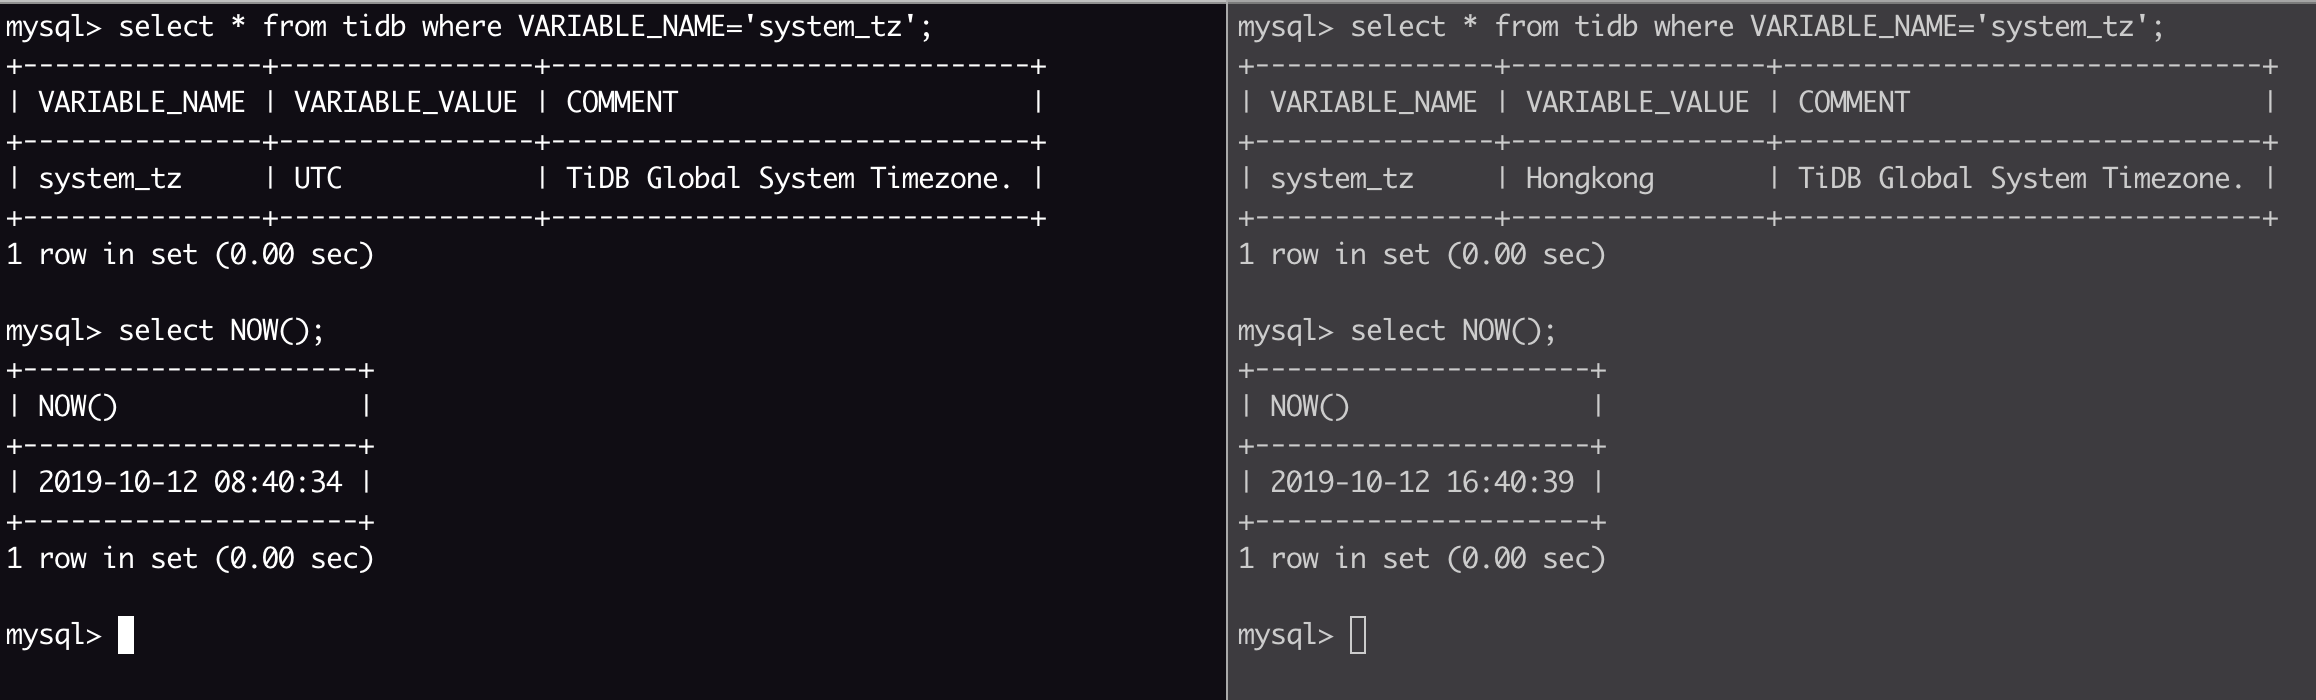 mysql> select * from tidb where VARIABLE_NAME='system_tz';
+---------------+----------------+------------------------------+
| VARIABLE_NAME | VARIABLE_VALUE | COMMENT                      |
+---------------+----------------+------------------------------+
| system_tz     | UTC            | TiDB Global System Timezone. |
+---------------+----------------+------------------------------+
1 row in set (0.00 sec)

mysql> select NOW();
+---------------------+
| NOW()               |
+---------------------+
| 2019-10-12 08:40:34 |
+---------------------+
1 row in set (0.00 sec)

mysql>
mysql> select * from tidb where VARIABLE_NAME='system_tz';
+---------------+----------------+------------------------------+
| VARIABLE_NAME | VARIABLE_VALUE | COMMENT                      |
+---------------+----------------+------------------------------+
| system_tz     | Hongkong       | TiDB Global System Timezone. |
+---------------+----------------+------------------------------+
1 row in set (0.00 sec)

mysql> select NOW();
+---------------------+
| NOW()               |
+---------------------+
| 2019-10-12 16:40:39 |
+---------------------+
1 row in set (0.00 sec)

mysql>